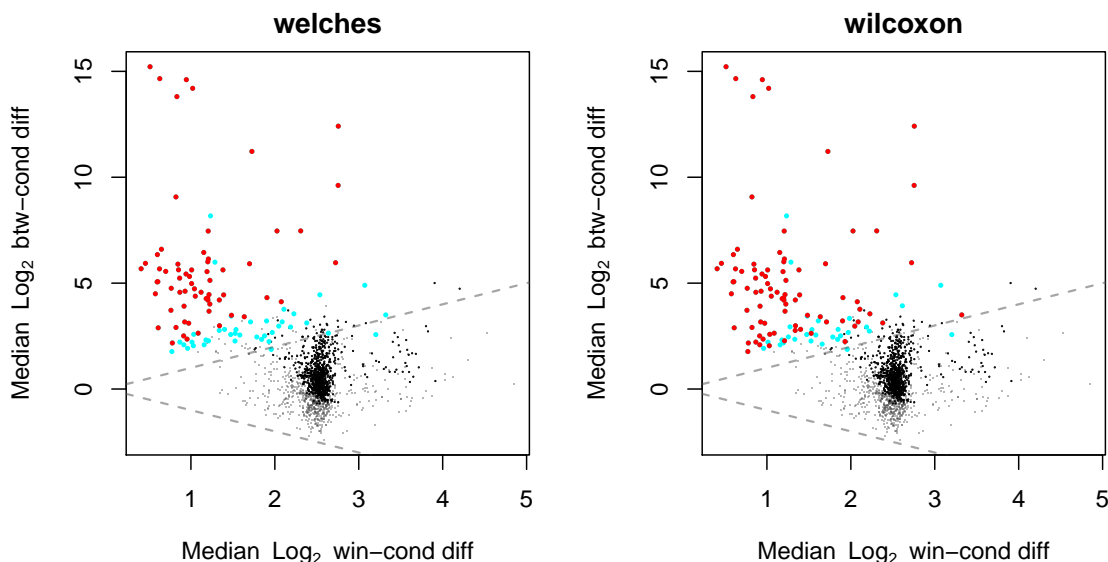 welches
Median Log₂ btw−cond diff
15
10
5
0
1 2 3 4 5
Median Log₂ win−cond diff
wilcoxon
Median Log₂ btw−cond diff
15
10
5
0
1 2 3 4 5
Median Log₂ win−cond diff